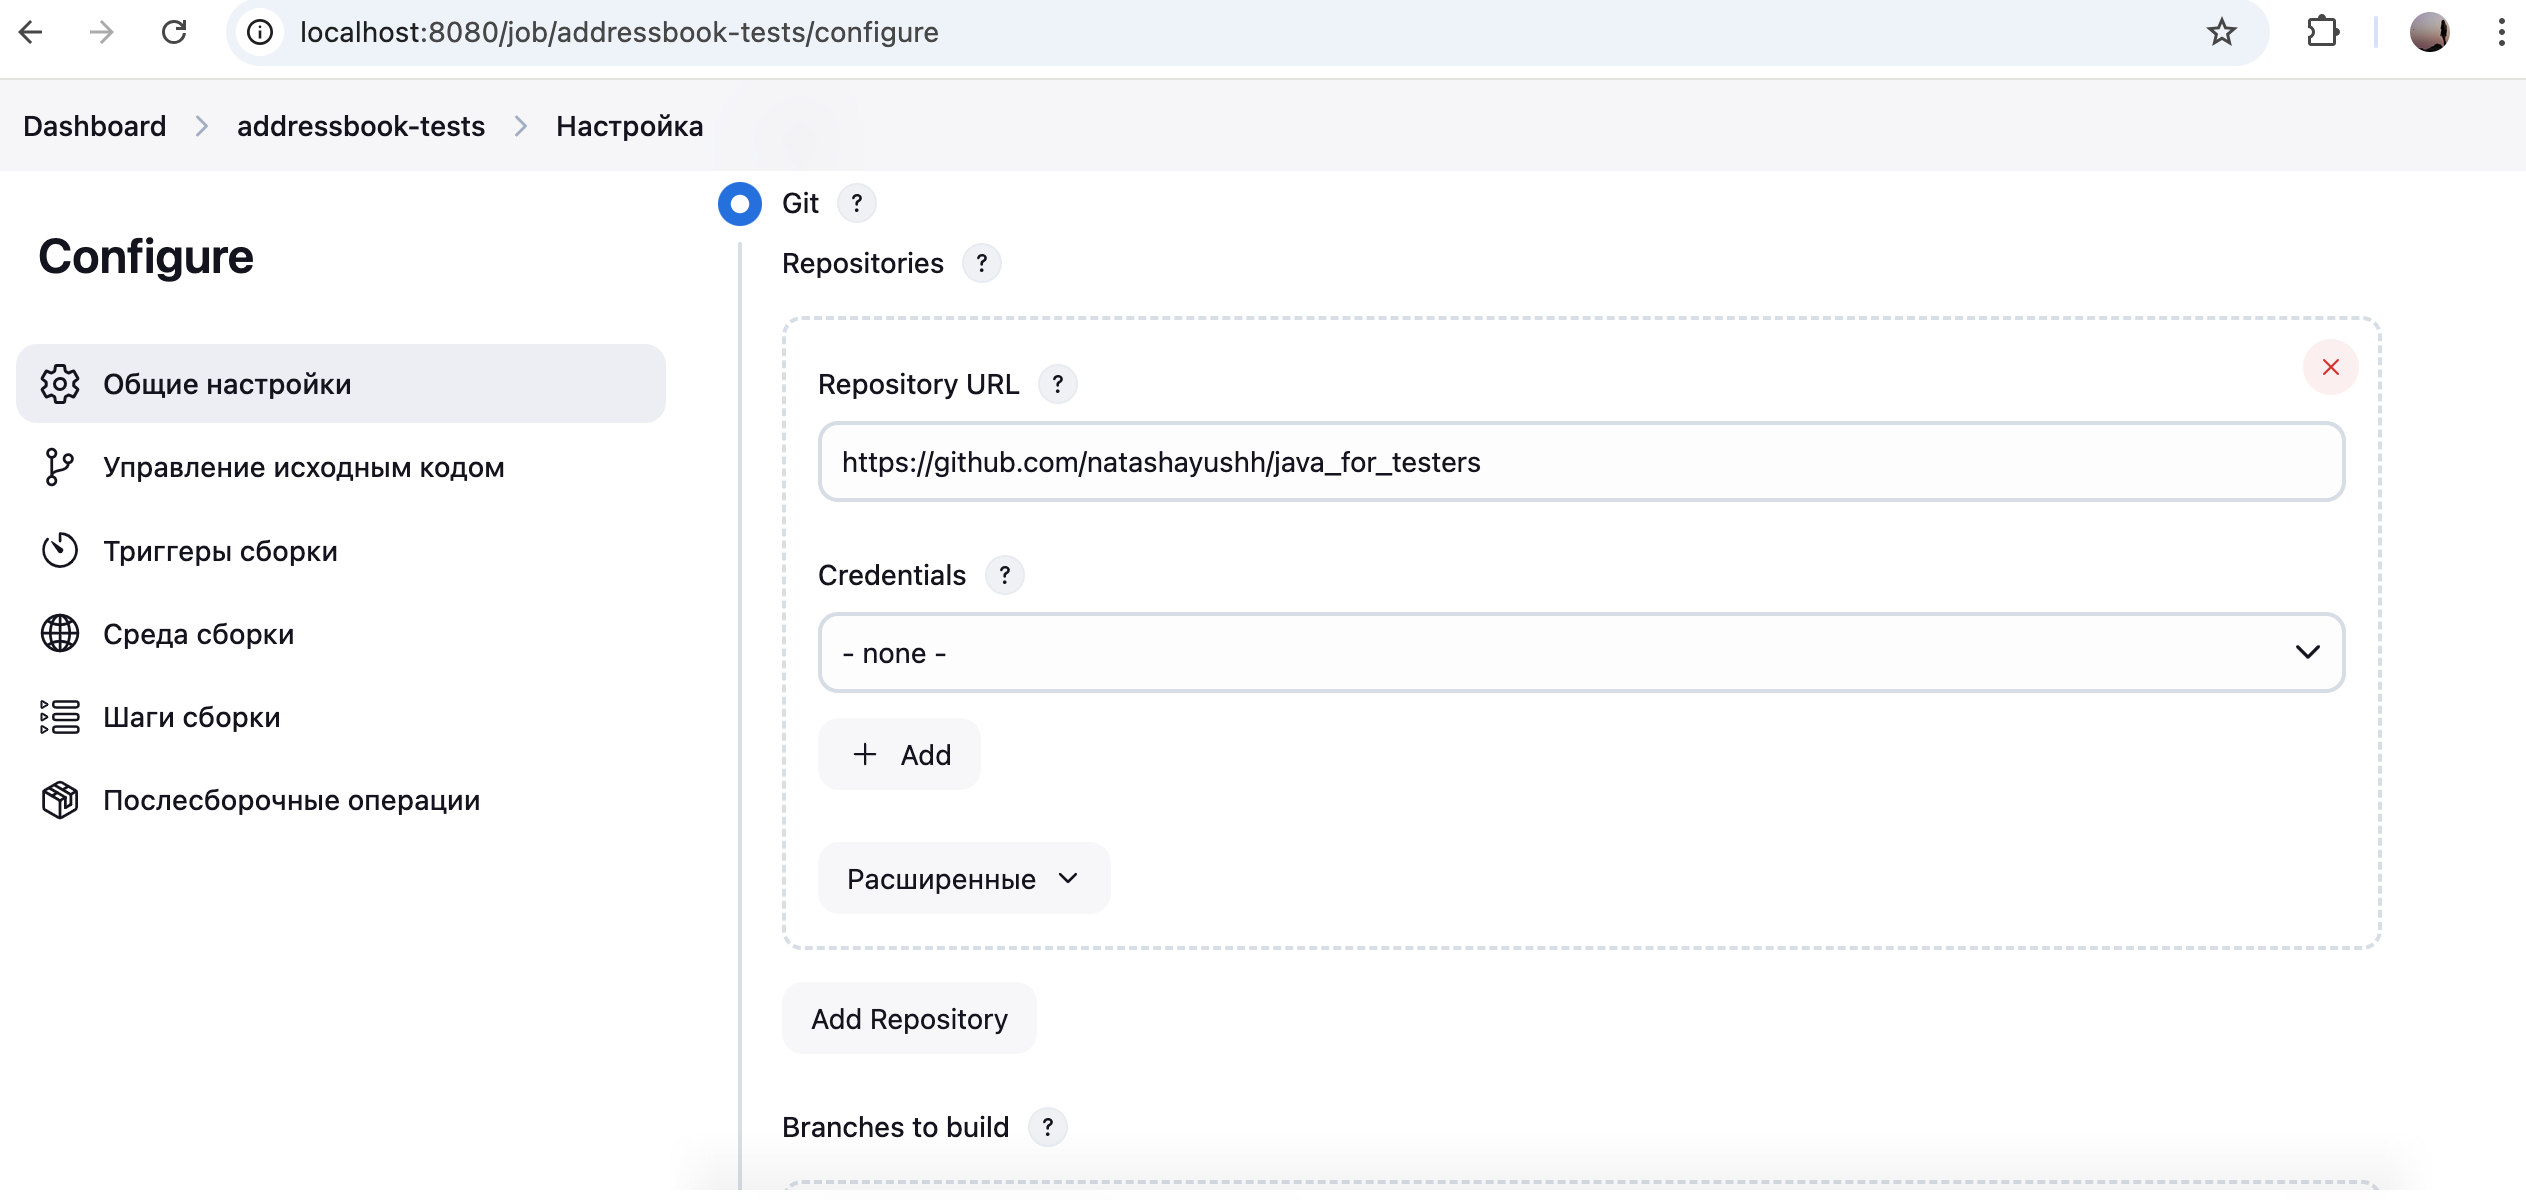 localhost:8080/job/addressbook-tests/configure
Dashboard > addressbook-tests > Настройка
Configure
Общие настройки
Управление исходным кодом
Триггеры сборки
Среда сборки
Шаги сборки
Послесборочные операции
Git ?
Repositories ?
Repository URL ?
https://github.com/natashayushh/java_for_testers
Credentials ?
- none -
+ Add
Расширенные
Add Repository
Branches to build ?